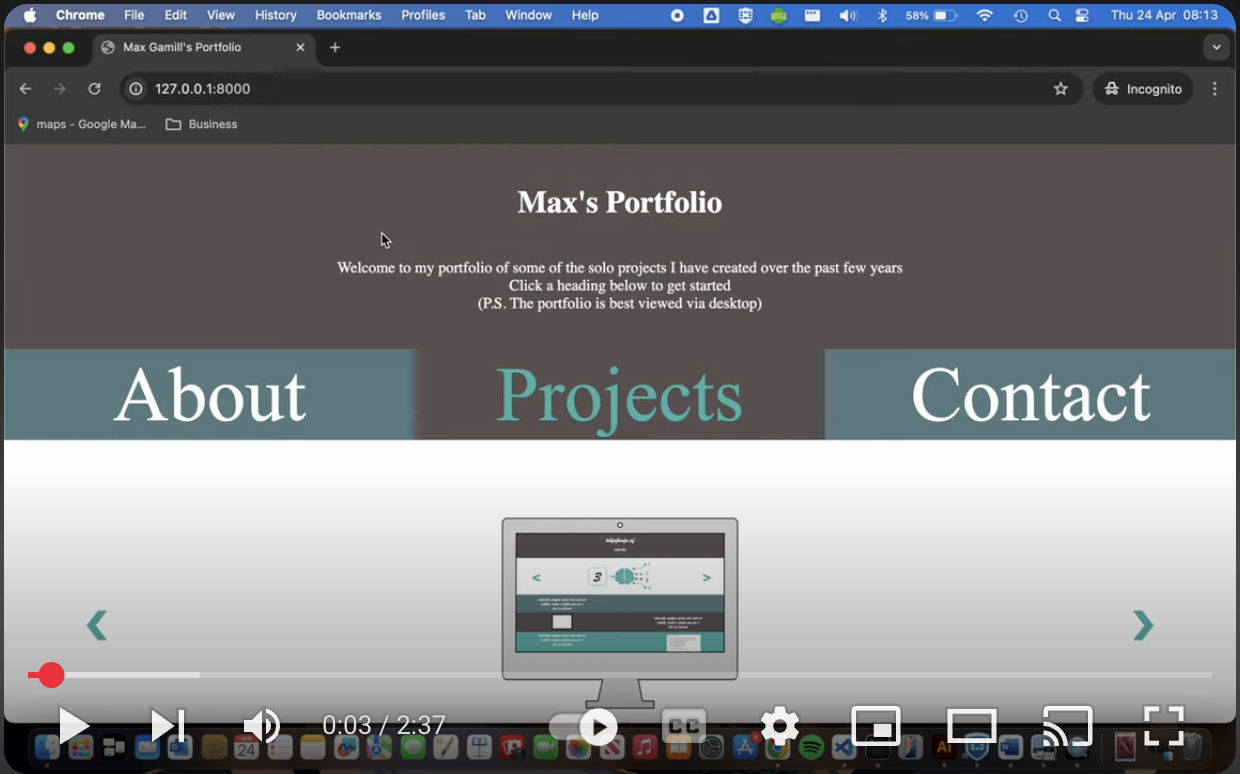 Chrome File Edit View History Bookmarks Profiles Tab Window Help 58% Thu 24 Apr 08:13
Max Gamill's Portfolio
127.0.0.1:8000 Incognito
maps - Google Ma... Business
Max's Portfolio
Welcome to my portfolio of some of the solo projects I have created over the past few years
Click a heading below to get started
(P.S. The portfolio is best viewed via desktop)
About Projects Contact
3
0:03 / 2:37 CC
24